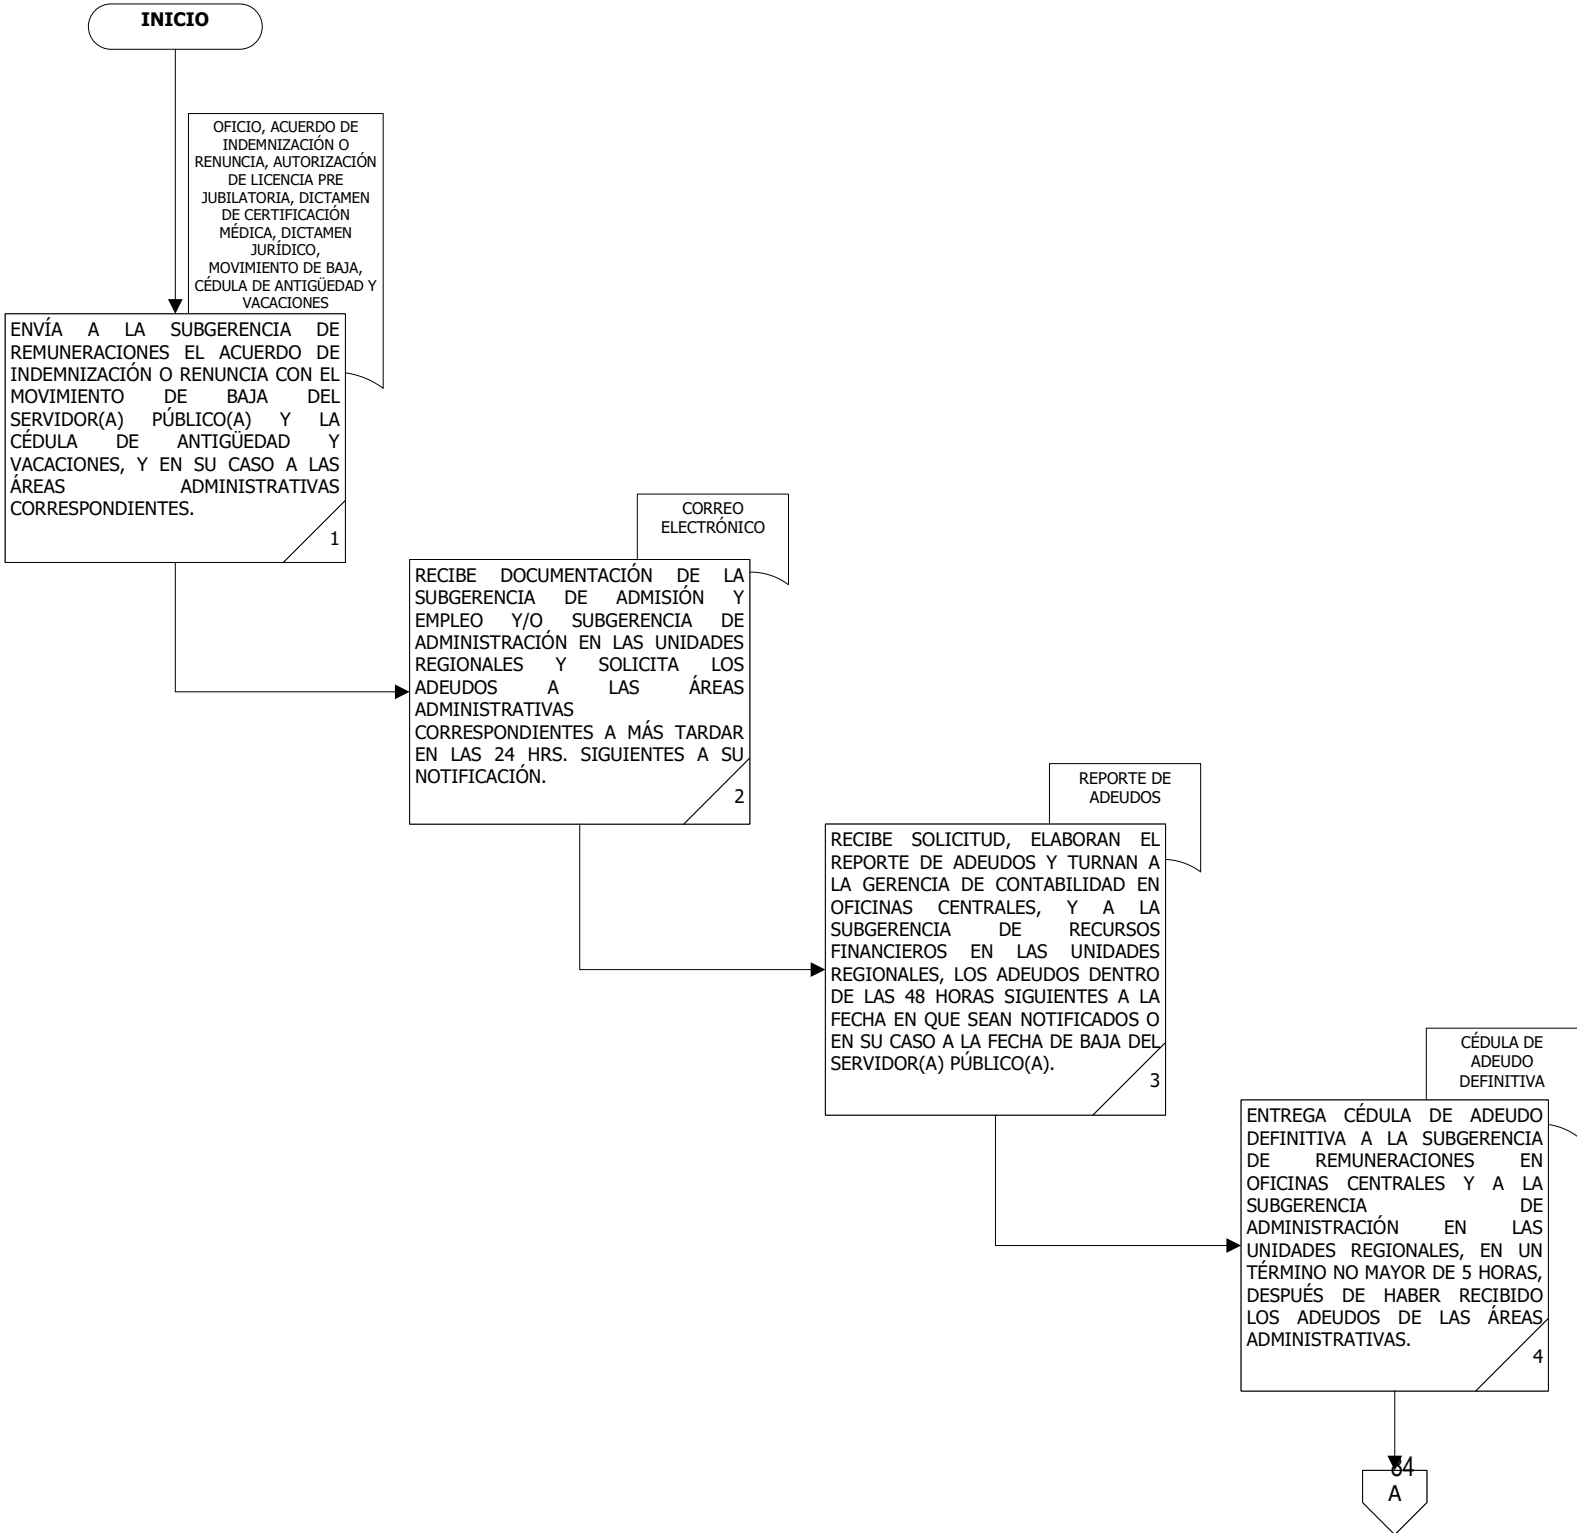 INICIO
OFICIO, ACUERDO DE
INDEMNIZACIÓN O
RENUNCIA, AUTORIZACIÓN
DE LICENCIA PRE
JUBILATORIA, DICTAMEN
DE CERTIFICACIÓN
MÉDICA, DICTAMEN
JURÍDICO,
MOVIMIENTO DE BAJA,
CÉDULA DE ANTIGÜEDAD Y
VACACIONES
ENVÍA A LA SUBGERENCIA DE
REMUNERACIONES EL ACUERDO DE
INDEMNIZACIÓN O RENUNCIA CON EL
MOVIMIENTO DE BAJA DEL
SERVIDOR(A) PÚBLICO(A) Y LA
CÉDULA DE ANTIGÜEDAD Y
VACACIONES, Y EN SU CASO A LAS
ÁREAS ADMINISTRATIVAS
CORRESPONDIENTES.
1
CORREO
ELECTRÓNICO
RECIBE DOCUMENTACIÓN DE LA
SUBGERENCIA DE ADMISIÓN Y
EMPLEO Y/O SUBGERENCIA DE
ADMINISTRACIÓN EN LAS UNIDADES
REGIONALES Y SOLICITA LOS
ADEUDOS A LAS ÁREAS
ADMINISTRATIVAS
CORRESPONDIENTES A MÁS TARDAR
EN LAS 24 HRS. SIGUIENTES A SU
NOTIFICACIÓN.
2
REPORTE DE
ADEUDOS
RECIBE SOLICITUD, ELABORAN EL
REPORTE DE ADEUDOS Y TURNAN A
LA GERENCIA DE CONTABILIDAD EN
OFICINAS CENTRALES, Y A LA
SUBGERENCIA DE RECURSOS
FINANCIEROS EN LAS UNIDADES
REGIONALES, LOS ADEUDOS DENTRO
DE LAS 48 HORAS SIGUIENTES A LA
FECHA EN QUE SEAN NOTIFICADOS O
EN SU CASO A LA FECHA DE BAJA DEL
SERVIDOR(A) PÚBLICO(A).
3
CÉDULA DE
ADEUDO
DEFINITIVA
ENTREGA CÉDULA DE ADEUDO
DEFINITIVA A LA SUBGERENCIA
DE REMUNERACIONES EN
OFICINAS CENTRALES Y A LA
SUBGERENCIA DE
ADMINISTRACIÓN EN LAS
UNIDADES REGIONALES, EN UN
TÉRMINO NO MAYOR DE 5 HORAS,
DESPUÉS DE HABER RECIBIDO
LOS ADEUDOS DE LAS ÁREAS
ADMINISTRATIVAS.
4
84
A